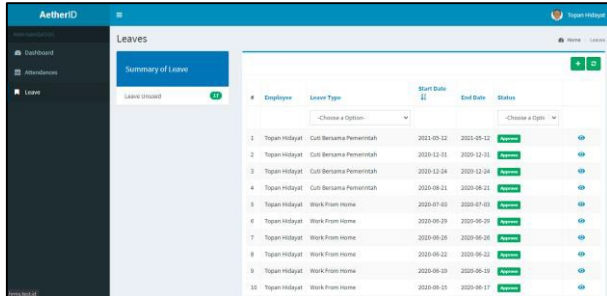 AetherID
Topan Hidayat
Dashboard
Attendances
Leave
Leaves
Home Leaves
Summary of Leave
Leave Unused
# Employee Leave Type Start Date End Date Status
-Choose a Option- -Choose a Optn
1 Topan Hidayat Cuti Bersama Pemerintah 2021-05-12 2021-05-12 Approve
2 Topan Hidayat Cuti Bersama Pemerintah 2020-12-31 2020-12-31 Approve
3 Topan Hidayat Cuti Bersama Pemerintah 2020-12-24 2020-12-24 Approve
4 Topan Hidayat Cuti Bersama Pemerintah 2020-08-21 2020-08-21 Approve
5 Topan Hidayat Work From Home 2020-07-03 2020-07-03 Approve
6 Topan Hidayat Work From Home 2020-06-29 2020-06-29 Approve
7 Topan Hidayat Work From Home 2020-06-26 2020-06-26 Approve
8 Topan Hidayat Work From Home 2020-06-22 2020-06-22 Approve
9 Topan Hidayat Work From Home 2020-06-19 2020-06-19 Approve
10 Topan Hidayat Work From Home 2020-06-15 2020-06-17 Approve